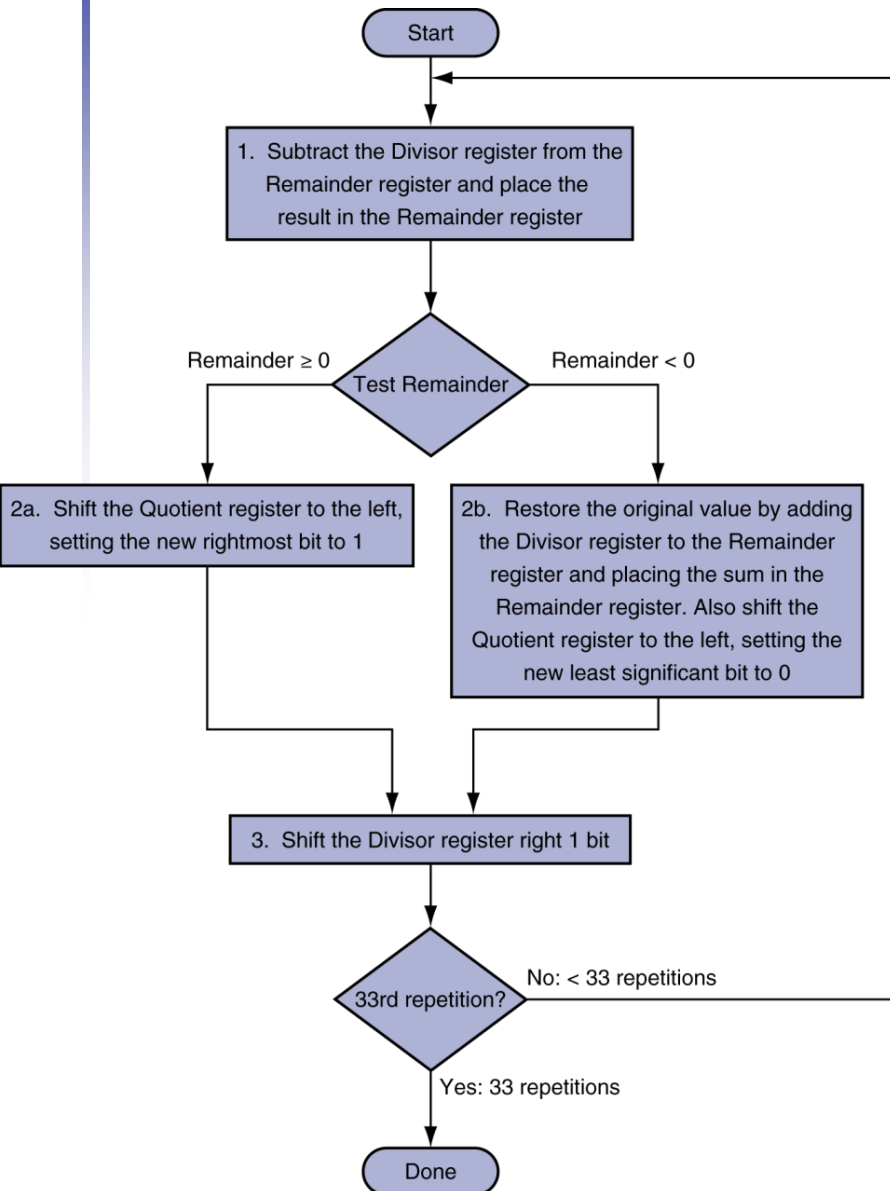 Start
1. Subtract the Divisor register from the
Remainder register and place the
result in the Remainder register
Remainder ≥ 0
Test Remainder
Remainder < 0
2a. Shift the Quotient register to the left,
setting the new rightmost bit to 1
2b. Restore the original value by adding
the Divisor register to the Remainder
register and placing the sum in the
Remainder register. Also shift the
Quotient register to the left, setting the
new least significant bit to 0
3. Shift the Divisor register right 1 bit
33rd repetition?
No: < 33 repetitions
Yes: 33 repetitions
Done